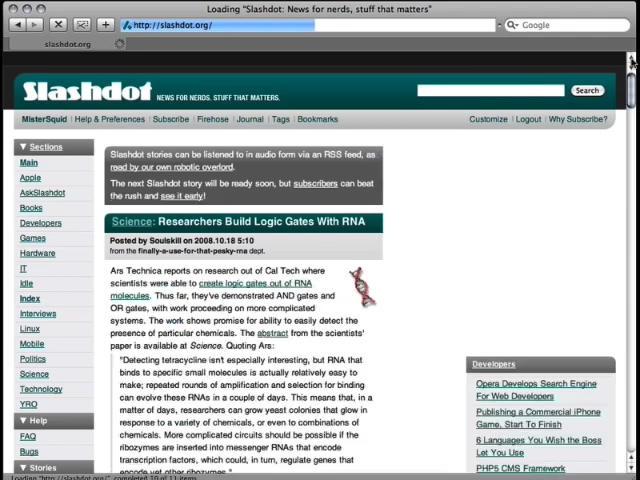 Loading "Slashdot: News for nerds, stuff that matters"
http://slashdot.org/
Google
slashdot.org
Slashdot NEWS FOR NERDS. STUFF THAT MATTERS.
Search
MisterSquid | Help & Preferences | Subscribe | Firehose | Journal | Tags | Bookmarks
Customize | Logout | Why Subscribe?
▼ Sections
Main
Apple
AskSlashdot
Books
Developers
Games
Hardware
IT
Idle
Index
Interviews
Linux
Mobile
Politics
Science
Technology
YRO
▼ Help
FAQ
Bugs
▼ Stories
Slashdot stories can be listened to in audio form via an RSS feed, as
read by our own robotic overlord.
The next Slashdot story will be ready soon, but subscribers can beat
the rush and see it early!
Science: Researchers Build Logic Gates With RNA
Posted by Soulskill on 2008.10.18 5:10
from the finally-a-use-for-that-pesky-rna dept.
Ars Technica reports on research out of Cal Tech where
scientists were able to create logic gates out of RNA
molecules. Thus far, they've demonstrated AND gates and
OR gates, with work proceeding on more complicated
systems. The work shows promise for ability to easily detect the
presence of particular chemicals. The abstract from the scientists'
paper is available at Science. Quoting Ars:
"Detecting tetracycline isn't especially interesting, but RNA that
binds to specific small molecules is actually relatively easy to
make; repeated rounds of amplification and selection for binding
can evolve these RNAs in a couple of days. This means that, in a
matter of days, researchers can grow yeast colonies that glow in
response to a variety of chemicals, or even to combinations of
chemicals. More complicated circuits should be possible if the
ribozymes are inserted into messenger RNAs that encode
transcription factors, which could, in turn, regulate genes that
encode yet other ribozymes."
Developers
Opera Develops Search Engine
For Web Developers
Publishing a Commercial iPhone
Game, Start To Finish
6 Languages You Wish the Boss
Let You Use
PHP5 CMS Framework
Loading "http://slashdot.org/", completed 10 of 11 items